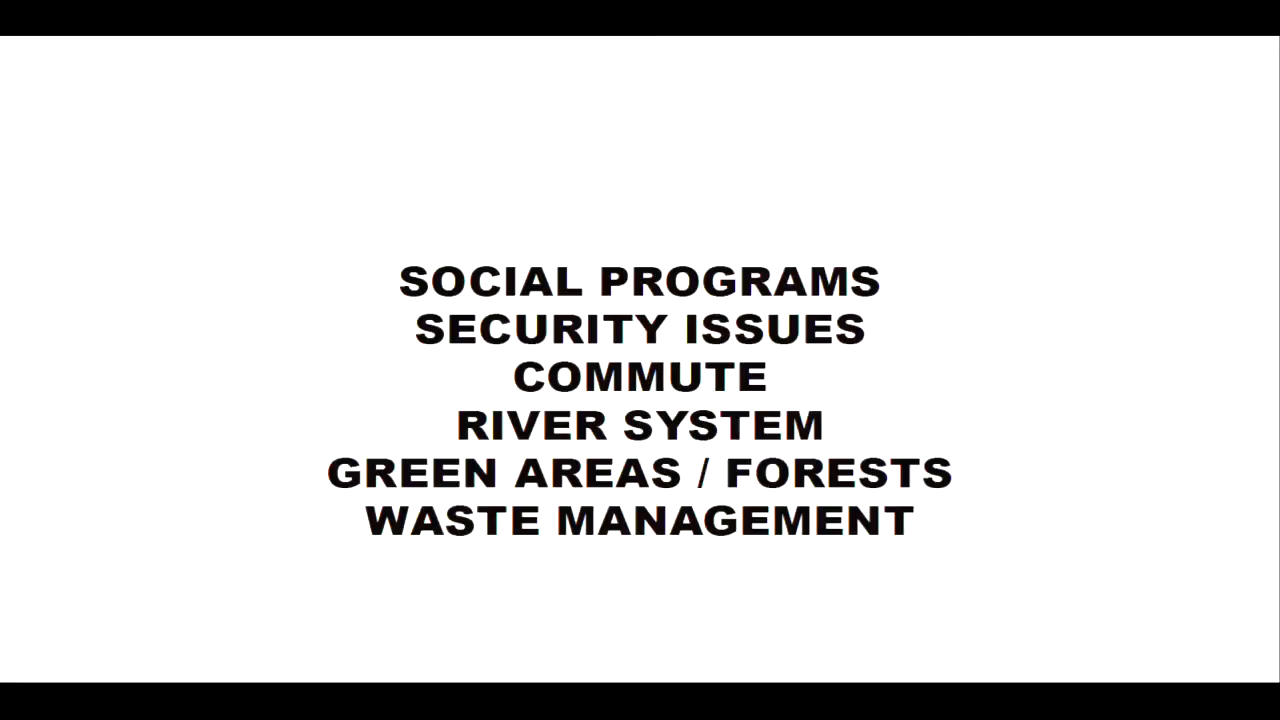 SOCIAL PROGRAMS
SECURITY ISSUES
COMMUTE
RIVER SYSTEM
GREEN AREAS / FORESTS
WASTE MANAGEMENT